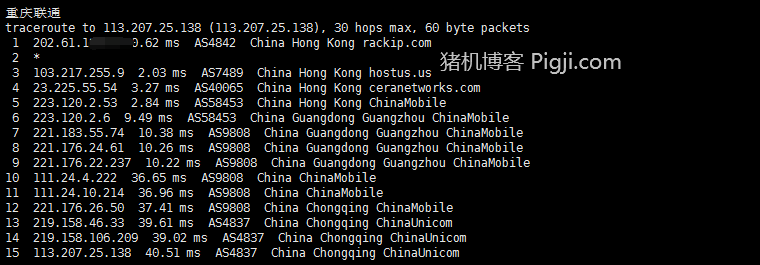 重庆联通
traceroute to 113.207.25.138 (113.207.25.138), 30 hops max, 60 byte packets
1 202.61.1 0.62 ms AS4842 China Hong Kong rackip.com
2 *
猪机博客 Pigji.com
3 103.217.255.9 2.03 ms AS7489 China Hong Kong hostus.us
4 23.225.55.54 3.27 ms AS40065 China Hong Kong ceranetworks.com
5 223.120.2.53 2.84 ms AS58453 China Hong Kong ChinaMobile
6 223.120.2.6 9.49 ms AS58453 China Guangdong Guangzhou ChinaMobile
7 221.183.55.74 10.38 ms AS9808 China Guangdong Guangzhou ChinaMobile
8 221.176.24.61 10.26 ms AS9808 China Guangdong Guangzhou ChinaMobile
9 221.176.22.237 10.22 ms AS9808 China Guangdong Guangzhou ChinaMobile
10 111.24.4.222 36.65 ms AS9808 China ChinaMobile
11 111.24.10.214 36.96 ms AS9808 China ChinaMobile
12 221.176.26.50 37.41 ms AS9808 China Chongqing ChinaMobile
13 219.158.46.33 39.61 ms AS4837 China Chongqing ChinaUnicom
14 219.158.106.209 39.02 ms AS4837 China Chongqing ChinaUnicom
15 113.207.25.138 40.51 ms AS4837 China Chongqing ChinaUnicom